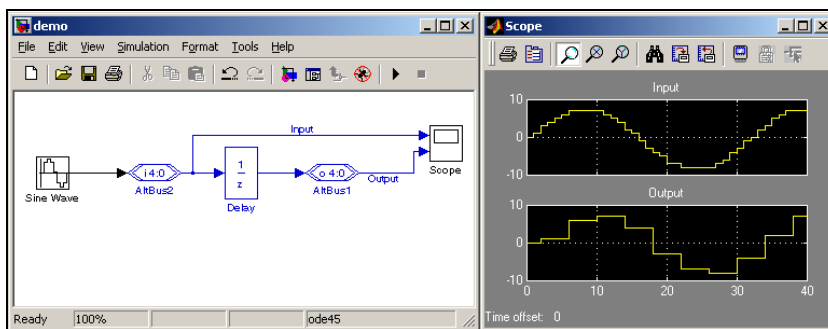 demo
File Edit View Simulation Format Tools Help
Input
i 4:0
1
z
o 4:0
Output
Scope
Sine Wave
AltBus2
Delay
AltBus1
Ready
100%
ode45
Scope
Input
10
0
-10
Output
10
0
-10
0 10 20 30 40
Time offset: 0